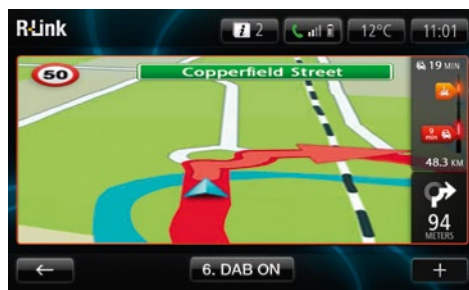 R-Link
i 2
12°C
11:01
50
Copperfield Street
19 MIN
9 min
48.3 KM
94
METERS
6. DAB ON
+